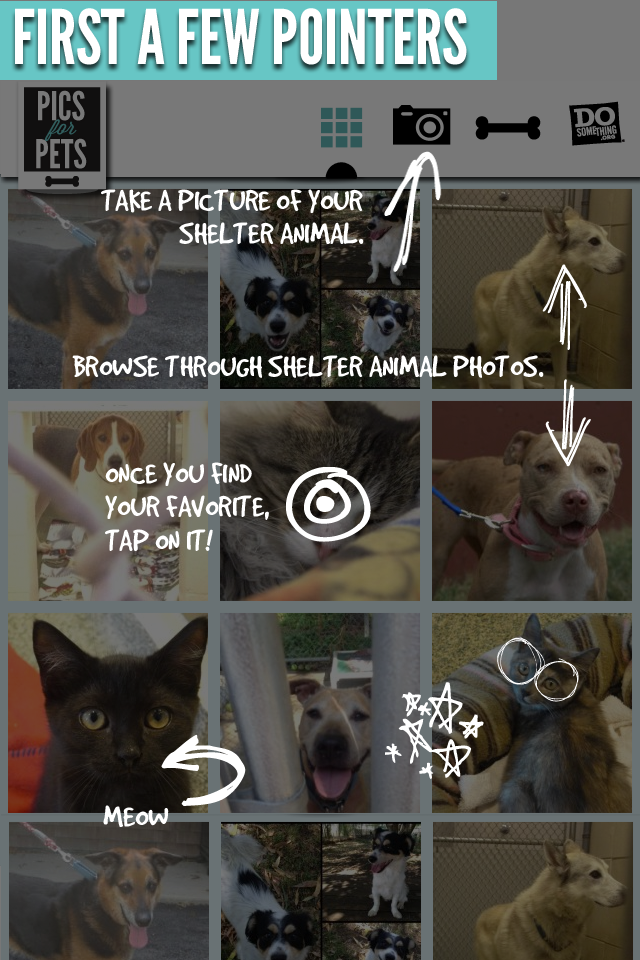 FIRST A FEW POINTERS
PICS
for
PETS
DO
SOMETHING.ORG
TAKE A PICTURE OF YOUR
SHELTER ANIMAL.
BROWSE THROUGH SHELTER ANIMAL PHOTOS.
ONCE YOU FIND
YOUR FAVORITE,
TAP ON IT!
MEOW